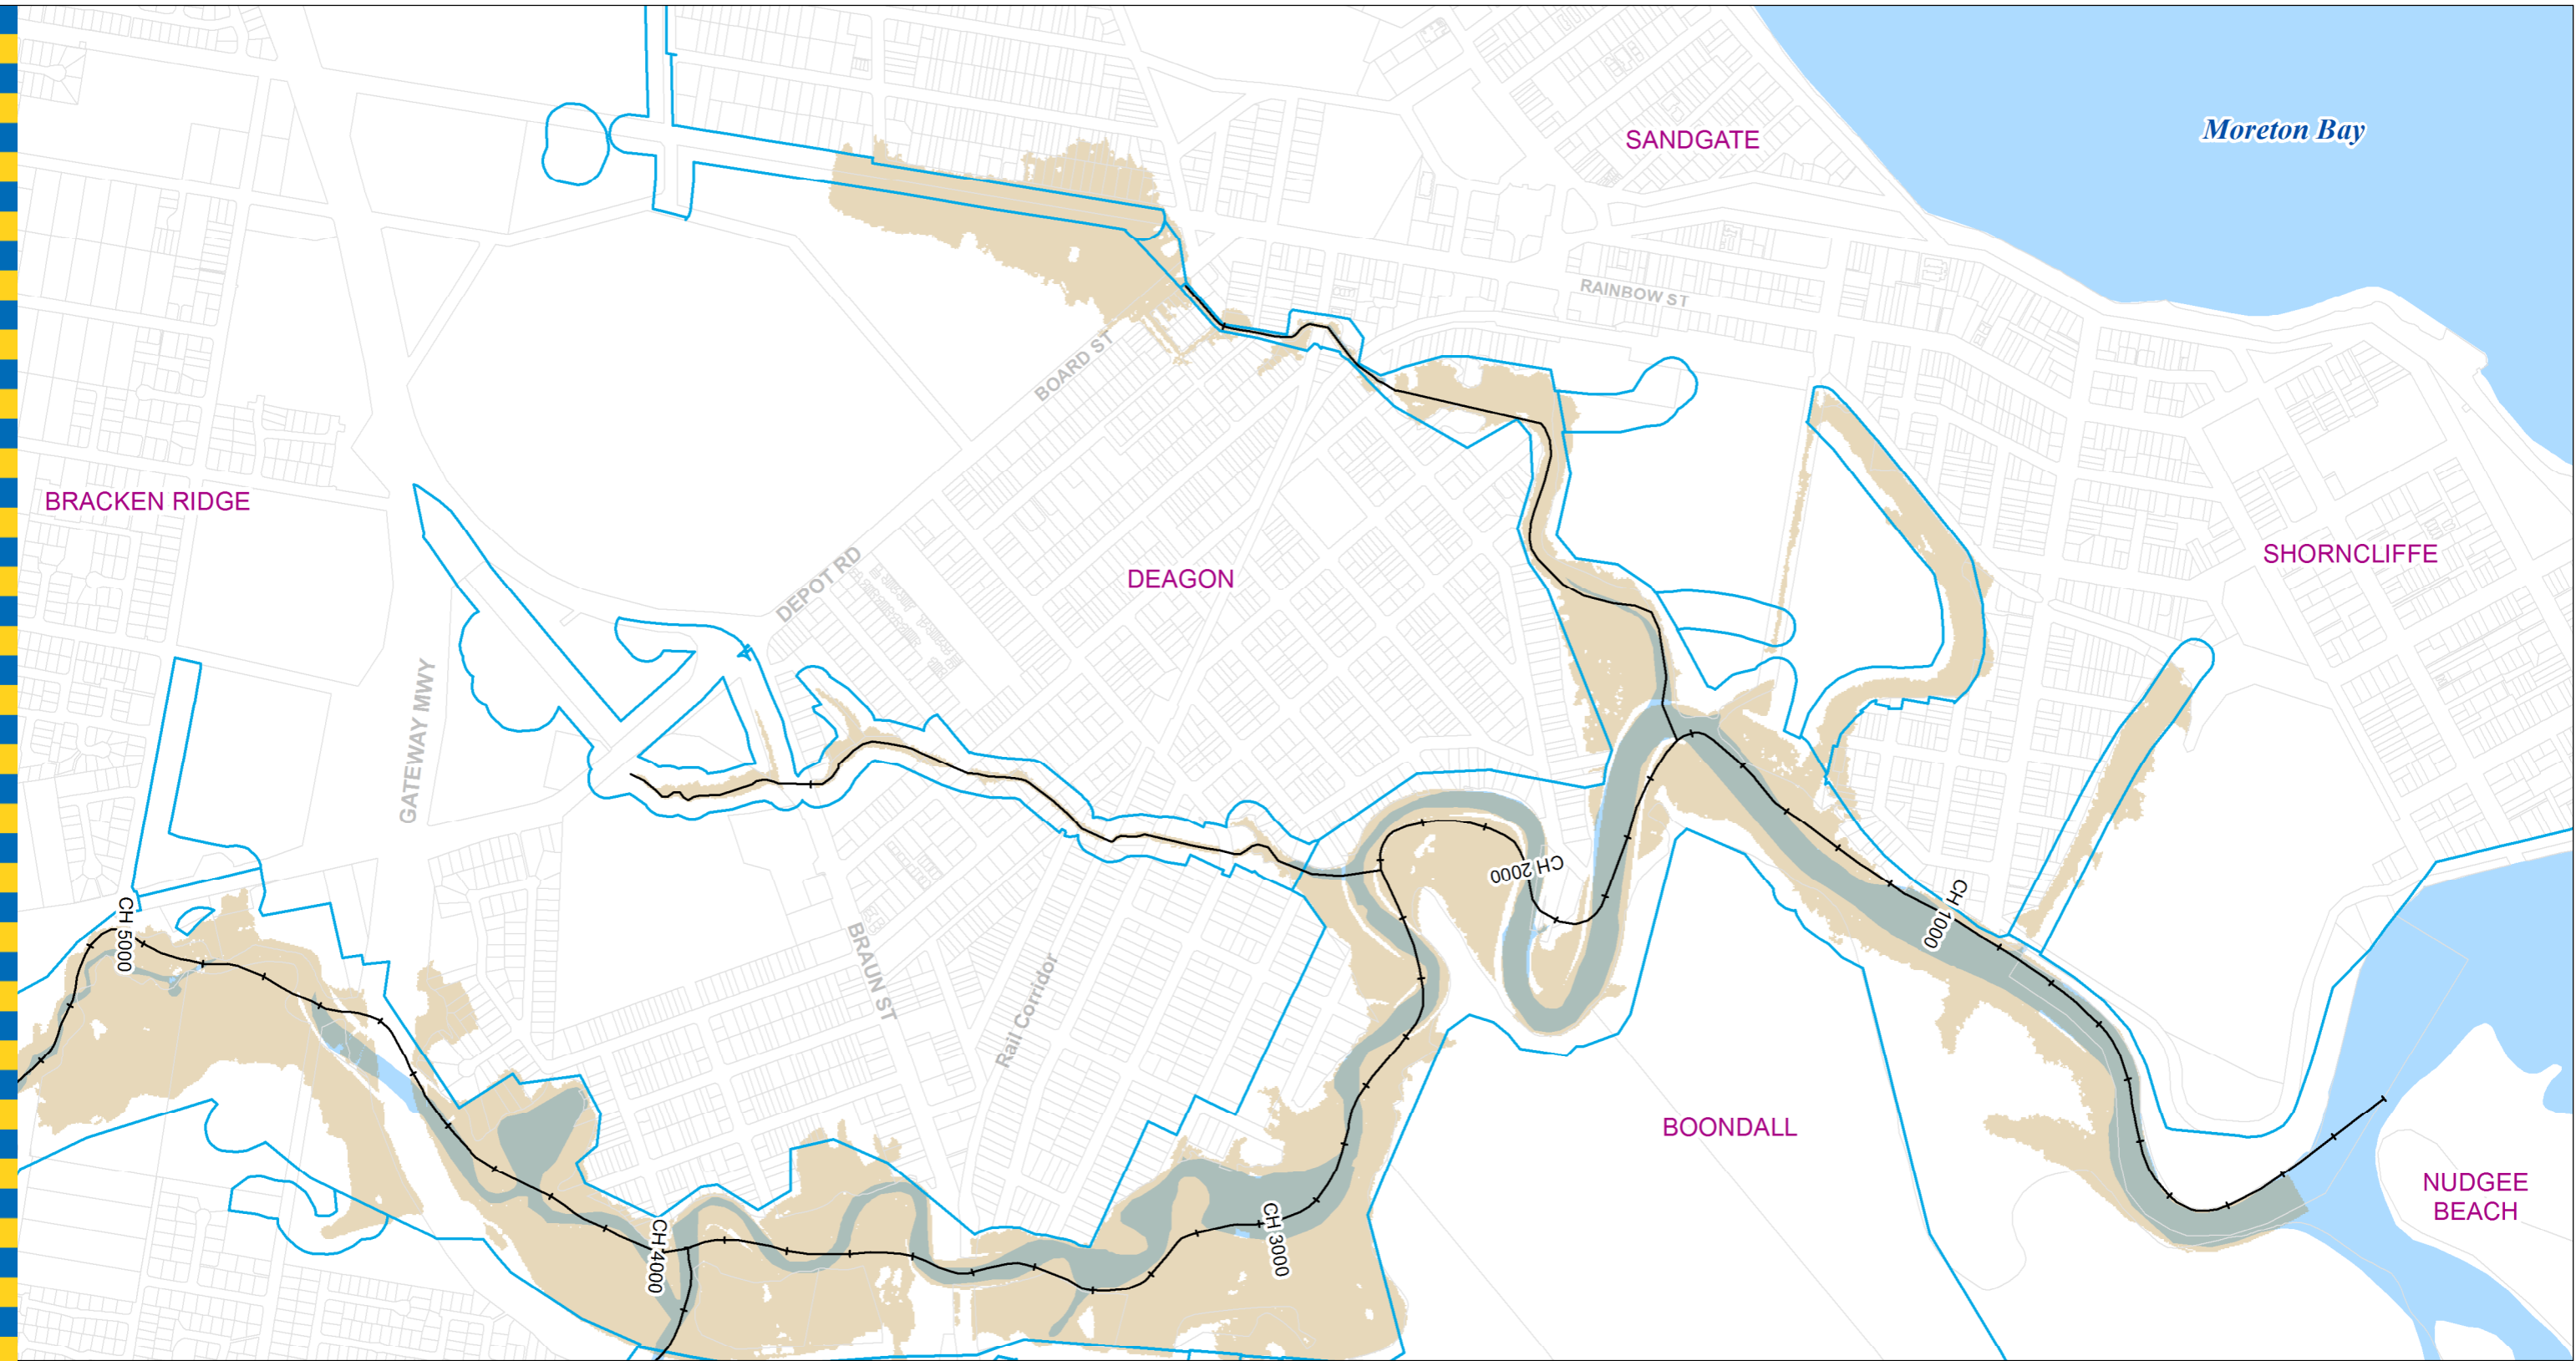 Moreton Bay
SANDGATE
RAINBOW ST
BOARD ST
BRACKEN RIDGE
SHORNCLIFFE
DEPOT RD
DEAGON
GATEWAY MWY
CH 2000
CH 1000
CH 5000
BRAUN ST
Rail Corridor
BOONDALL
NUDGEE
BEACH
CH 3000
CH 4000